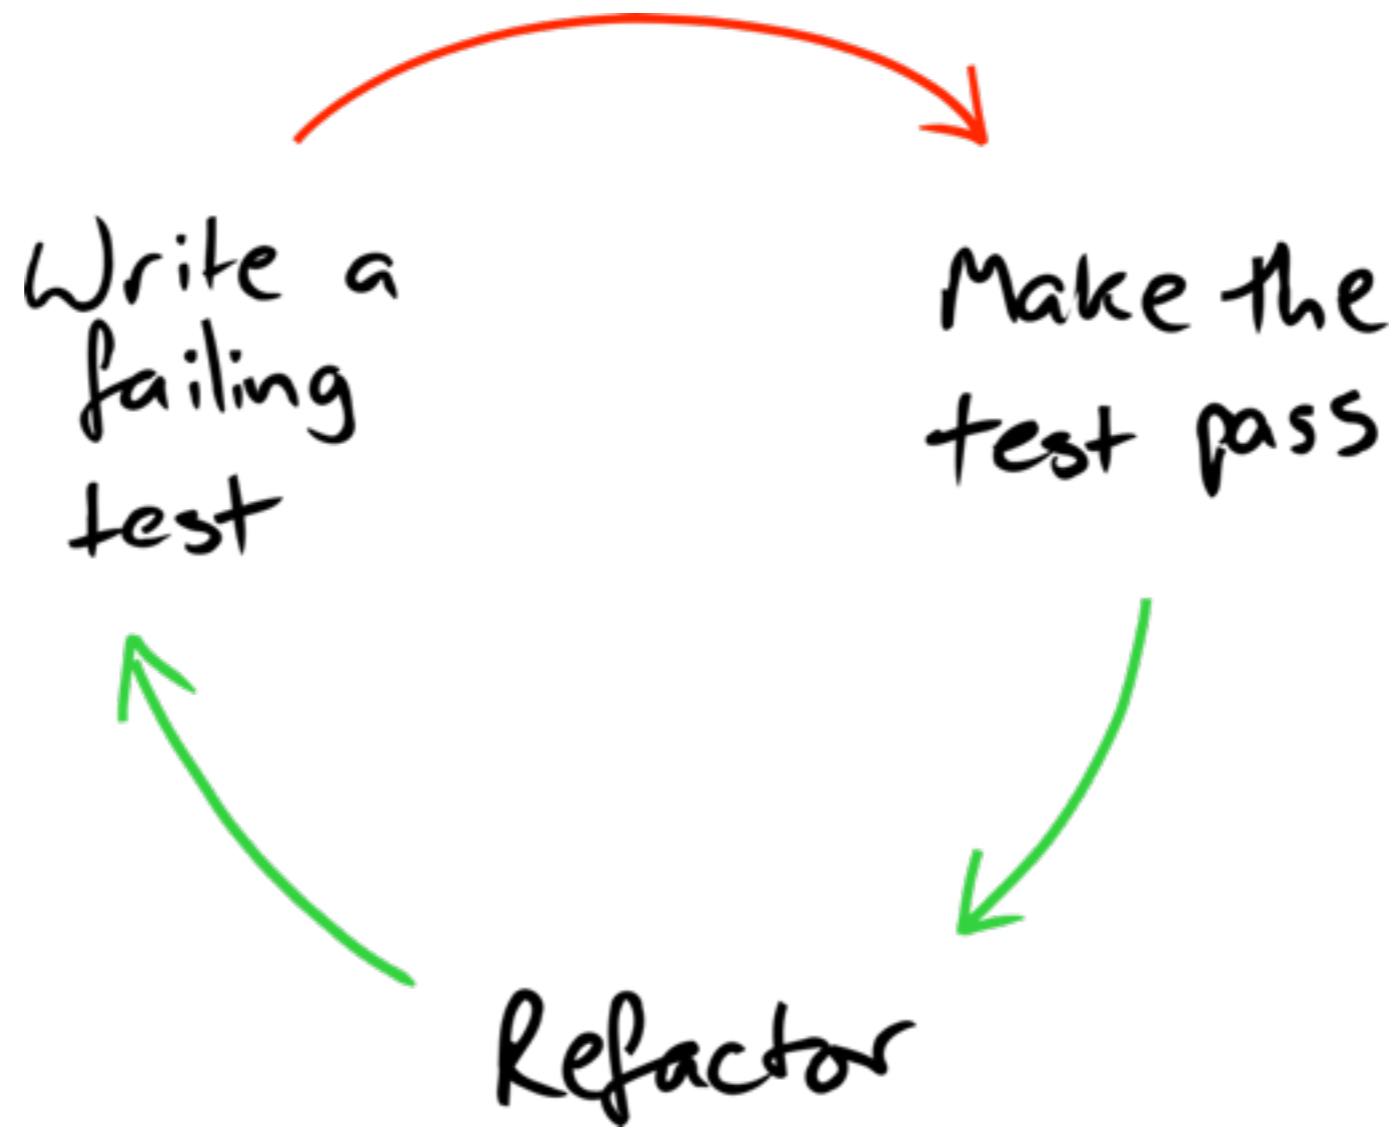 Write a
failing
test
Make the
test pass
Refactor